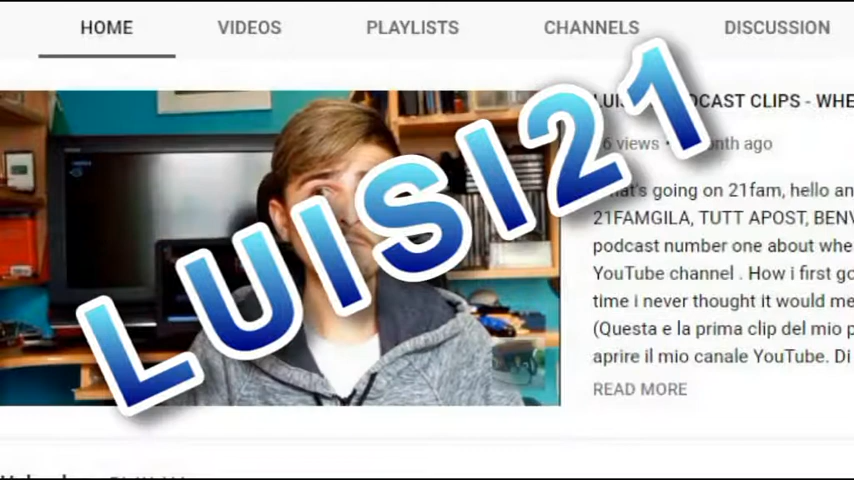 HOME VIDEOS PLAYLISTS CHANNELS DISCUSSION
LUISI21
PODCAST CLIPS - WHE
6 views • month ago
what's going on 21fam, hello an
21FAMGILA, TUTT APOST, BENV
podcast number one about whe
YouTube channel . How i first go
time i never thought it would me
(Questa e la prima clip del mio p
aprire il mio canale YouTube. Di
READ MORE